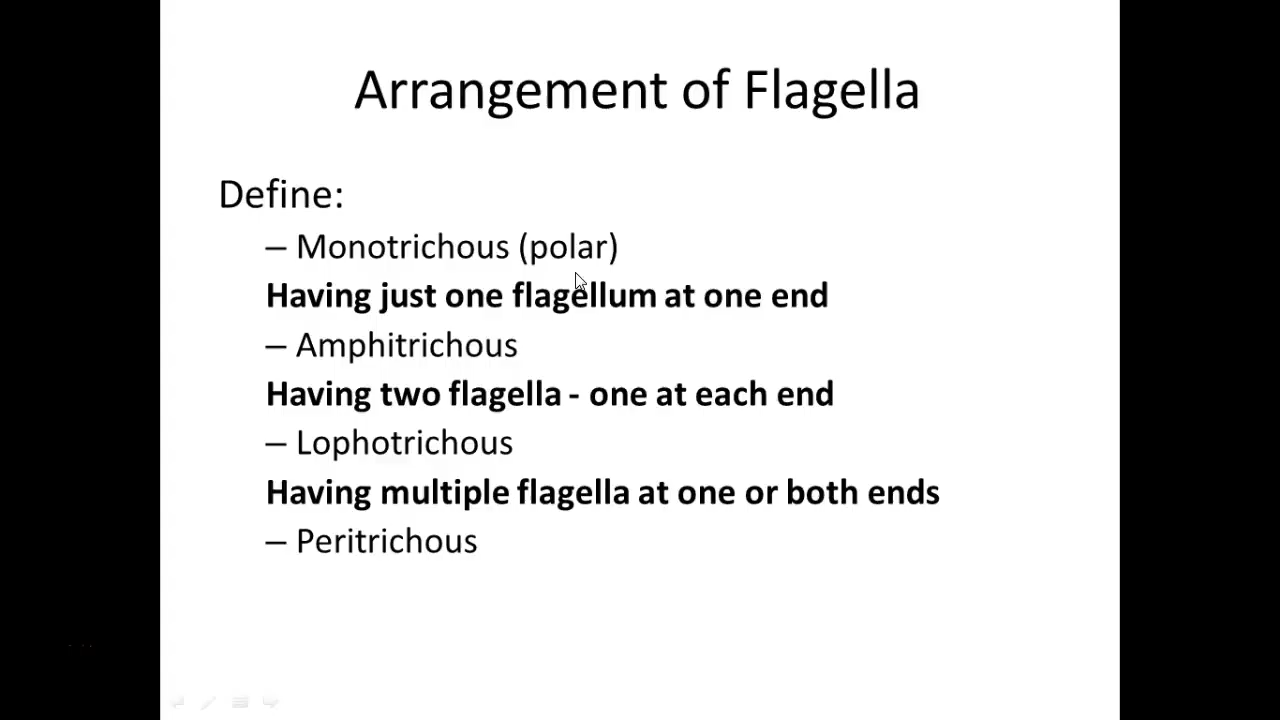 Arrangement of Flagella
Define:
– Monotrichous (polar)
Having just one flagellum at one end
– Amphitrichous
Having two flagella - one at each end
– Lophotrichous
Having multiple flagella at one or both ends
– Peritrichous